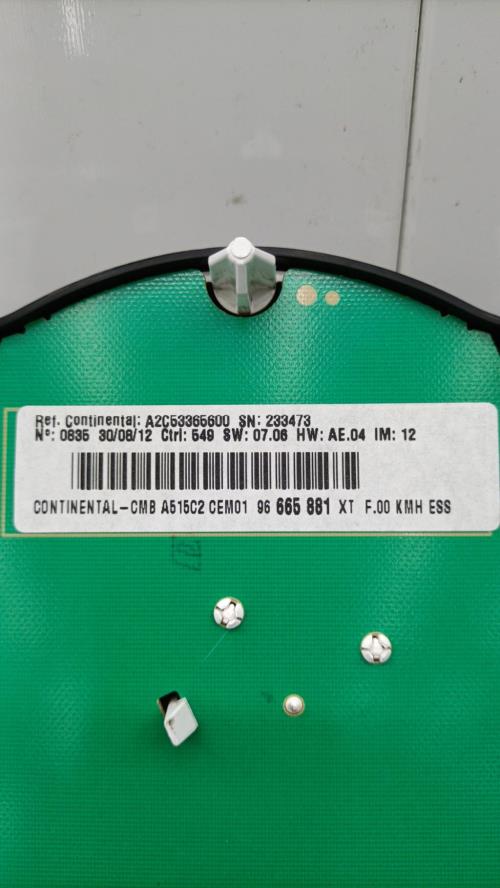 Ref. Continental: A2C53365600 SN: 233473
Nº: 0835 30/08/12 Ctrl: 549 SW: 07.06 HW: AE.04 IM: 12
CONTINENTAL-CMB A515C2 CEM01 96 665 881 XT F.00 KMH ESS